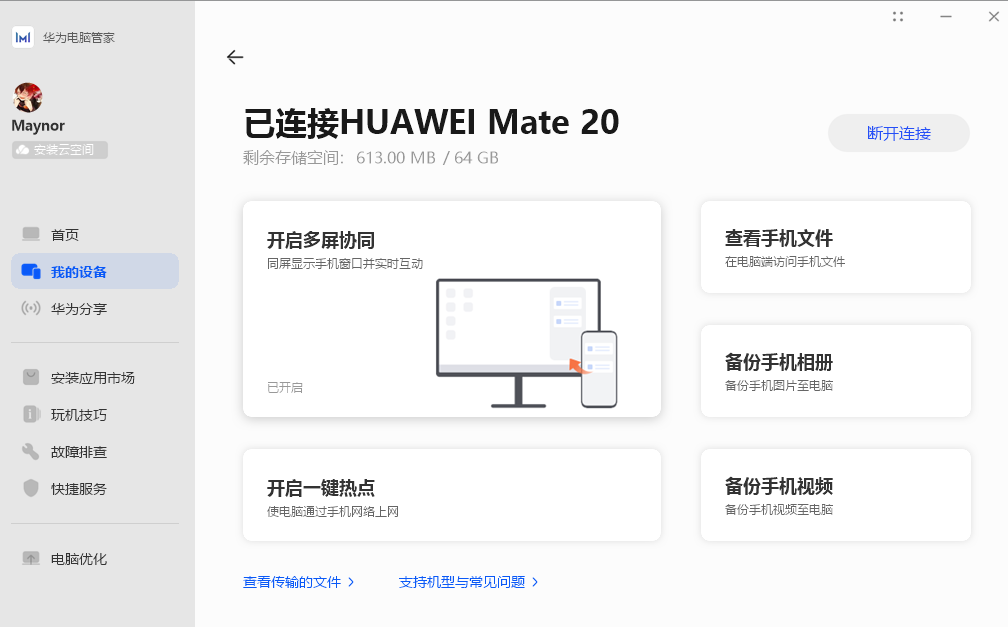 华为电脑管家
Maynor
安装云空间
首页
我的设备
华为分享
安装应用市场
玩机技巧
故障排查
快捷服务
电脑优化
已连接HUAWEI Mate 20
剩余存储空间: 613.00 MB / 64 GB
断开连接
开启多屏协同
同屏显示手机窗口并实时互动
已开启
查看手机文件
在电脑端访问手机文件
备份手机相册
备份手机图片至电脑
开启一键热点
使电脑通过手机网络上网
备份手机视频
备份手机视频至电脑
查看传输的文件
支持机型与常见问题